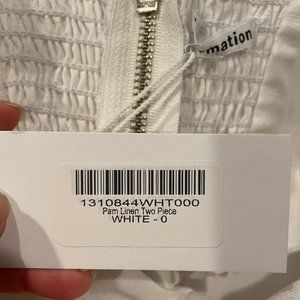 mation
1310844WHT000
Pam Linen Two Piece
WHITE - 0